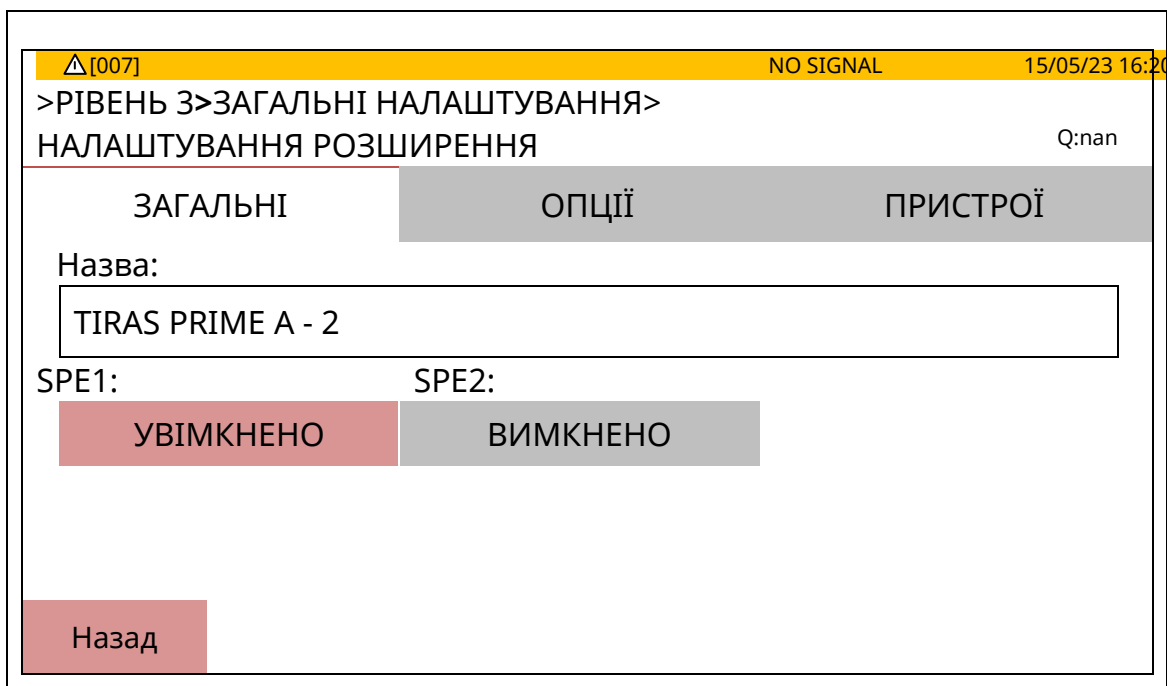 [007] NO SIGNAL 15/05/23 16:20
>РІВЕНЬ 3>ЗАГАЛЬНІ НАЛАШТУВАННЯ>
НАЛАШТУВАННЯ РОЗШИРЕННЯ Q:nan
ЗАГАЛЬНІ ОПЦІЇ ПРИСТРОЇ
Назва:
TIRAS PRIME A - 2
SPE1: SPE2:
УВІМКНЕНО ВИМКНЕНО
Назад